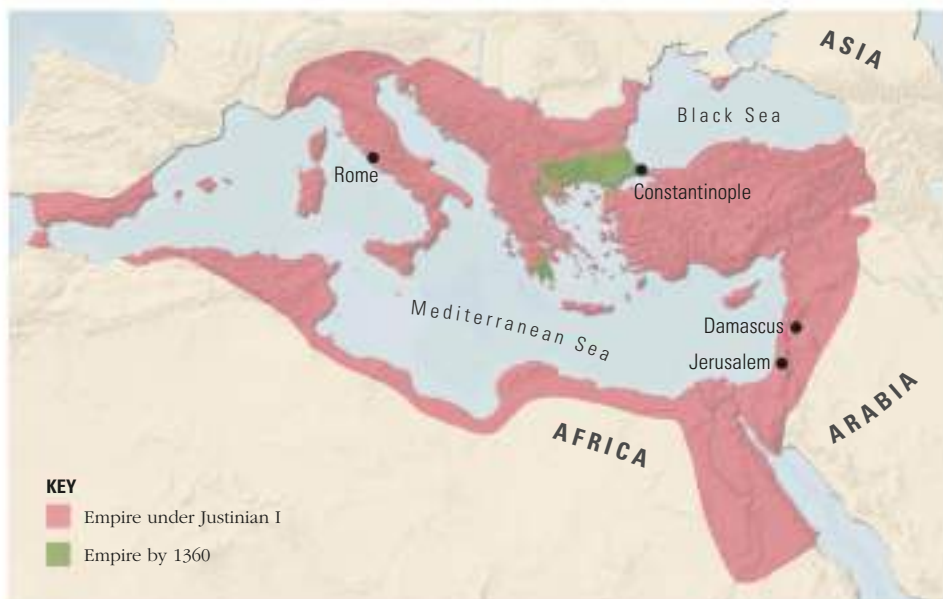 ASIA
Black Sea
Rome
Constantinople
Mediterranean Sea
Damascus
Jerusalem
ARABIA
AFRICA
KEY
Empire under Justinian I
Empire by 1360